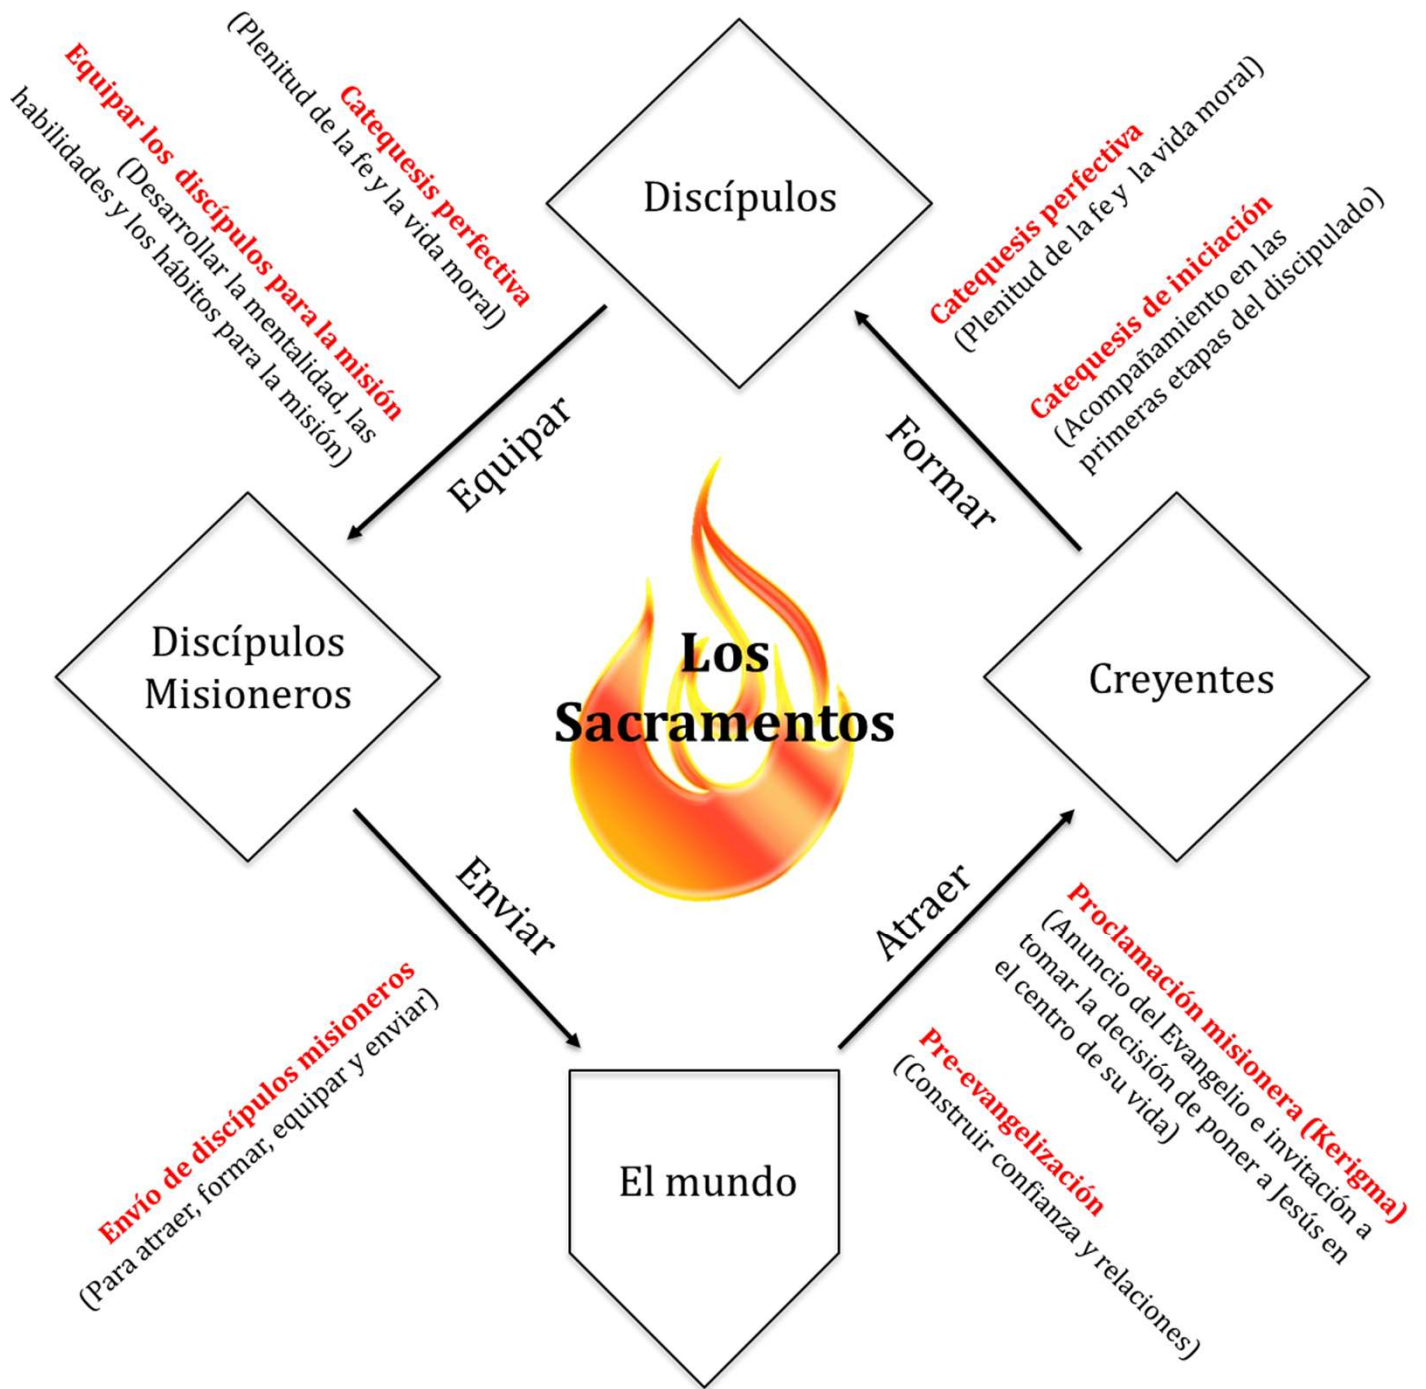 Equipar los discípulos para la misión
(Desarrollar la mentalidad, las
habilidades y los hábitos para la misión)
Catequesis perfectiva
(Plenitud de la fe y la vida moral)
Discípulos
Catequesis perfectiva
(Plenitud de la fe y la vida moral)
Catequesis de iniciación
(Acompañamiento en las
primeras etapas del discipulado)
Equipar
Formar
Discípulos
Misioneros
Los
Sacramentos
Creyentes
Enviar
Atraer
Envío de discípulos misioneros
(Para atraer, formar, equipar y enviar)
El mundo
Proclamación misionera (Kerigma)
(Anuncio del Evangelio e invitación a
tomar la decisión de poner a Jesús en
el centro de su vida)
Pre-evangelización
(Construir confianza y relaciones)